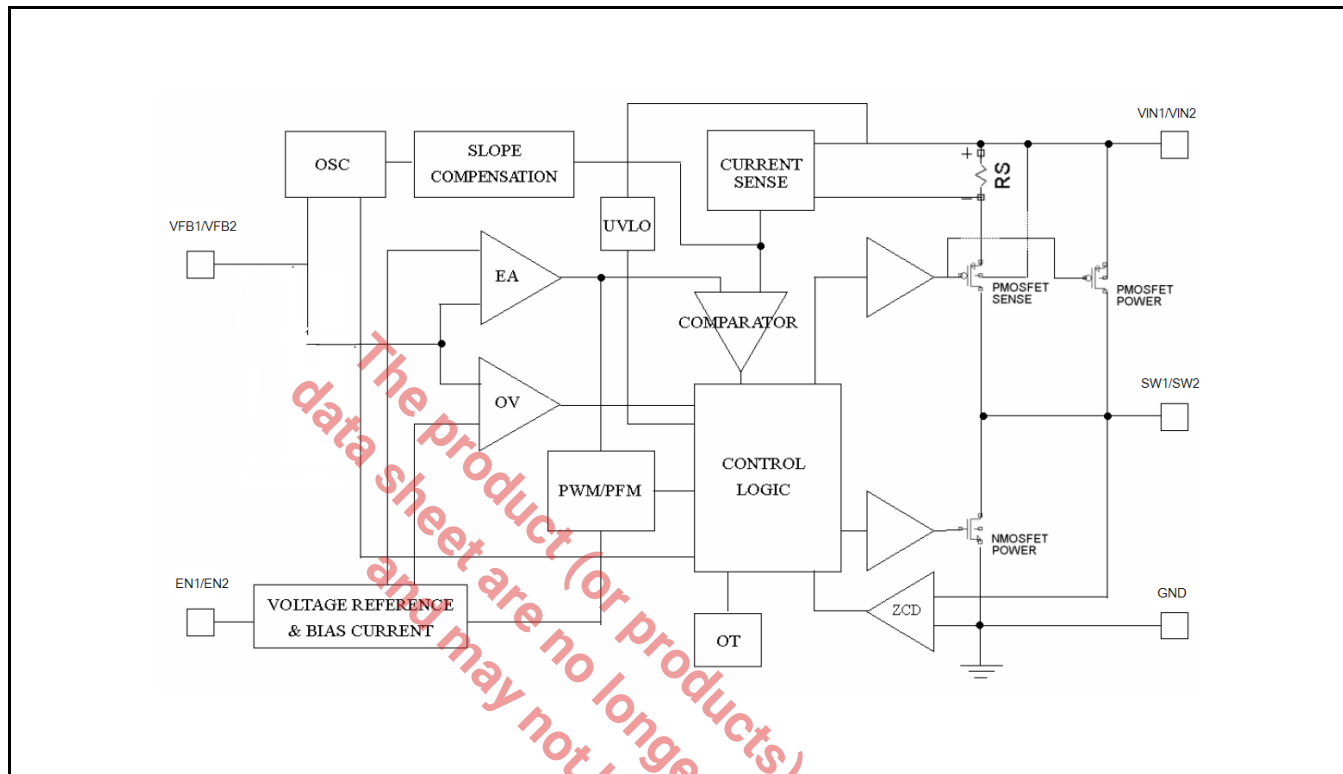 VIN1/VIN2
OSC
SLOPE
COMPENSATION
CURRENT
SENSE
+
−
RS
VFB1/VFB2
UVLO
EA
PMOSFET
SENSE
PMOSFET
POWER
COMPARATOR
SW1/SW2
OV
CONTROL
LOGIC
PWM/PFM
NMOSFET
POWER
EN1/EN2
VOLTAGE REFERENCE
& BIAS CURRENT
ZCD
GND
OT
The product (or products)
data sheet are no longe
and may not